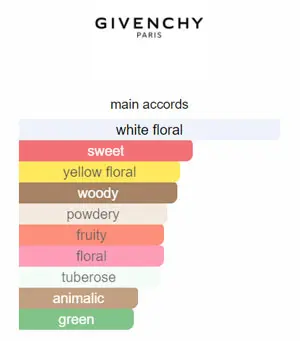 GIVENCHY
PARIS
main accords
white floral
sweet
yellow floral
woody
powdery
fruity
floral
tuberose
animalic
green